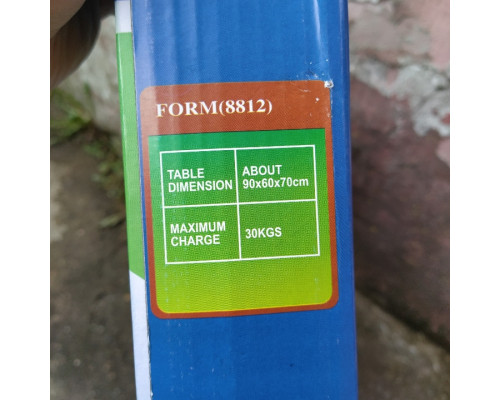 FORM(8812)
TABLE
DIMENSION
ABOUT
90x60x70cm
MAXIMUM
CHARGE
30KGS